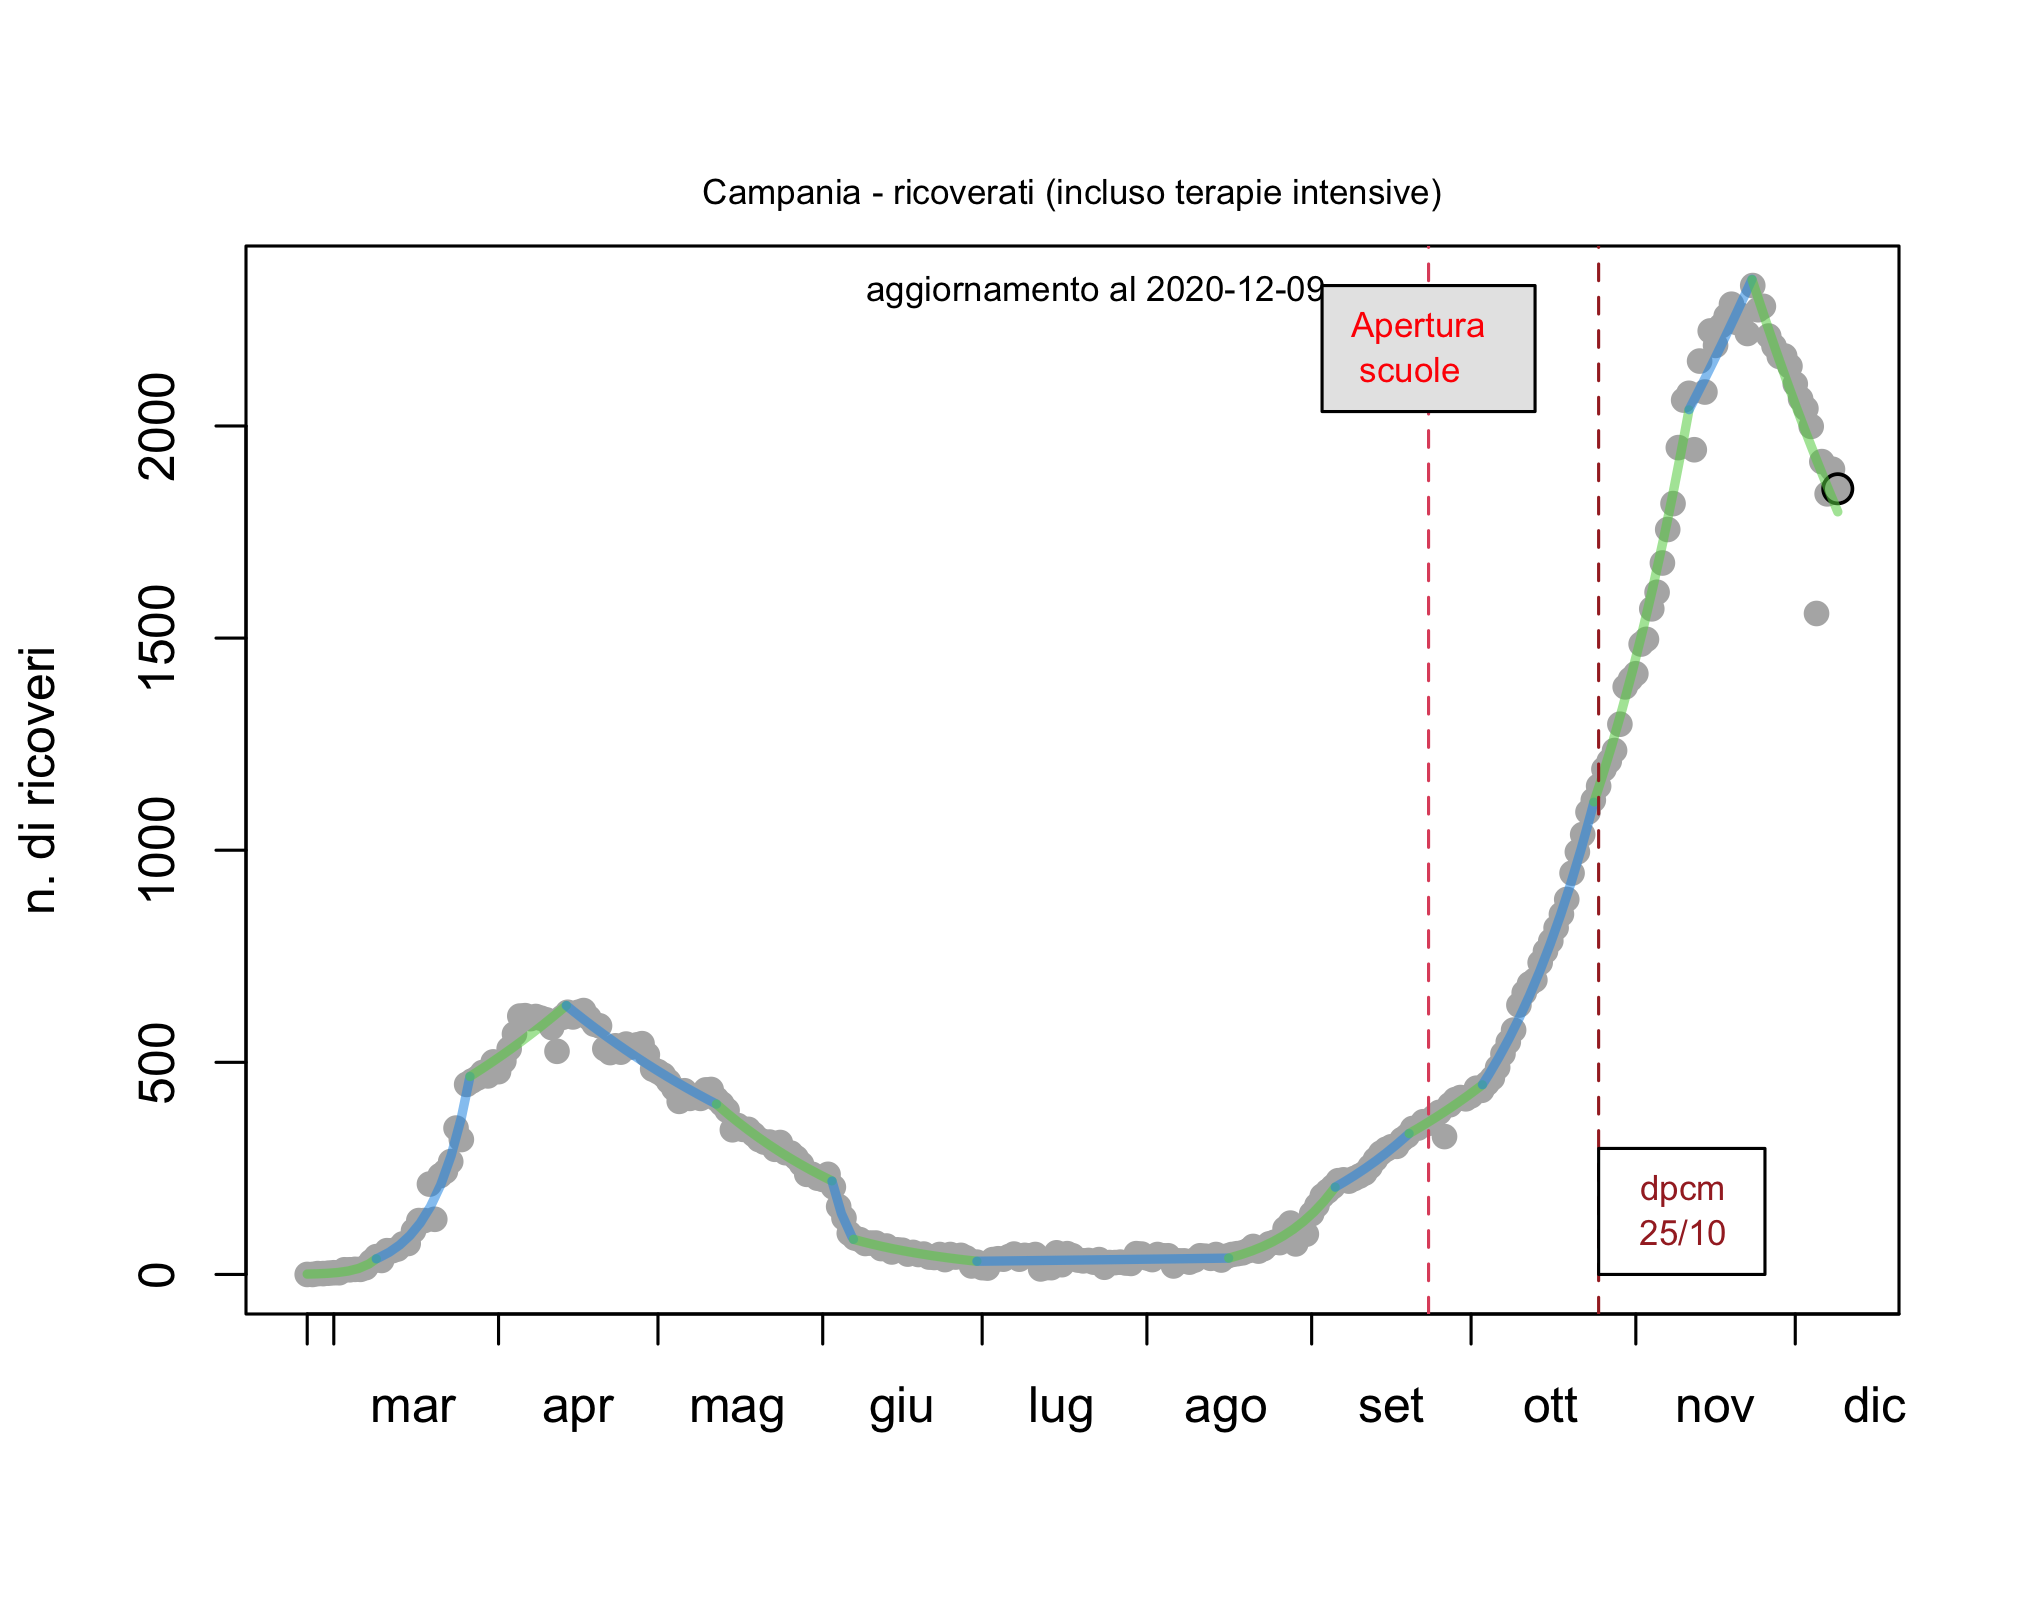 Campania - ricoverati (incluso terapie intensive)
aggiornamento al 2020-12-09
Apertura
scuole
n. di ricoveri
2000
1500
1000
500
0
dpcm
25/10
mar apr mag giu lug ago set ott nov dic